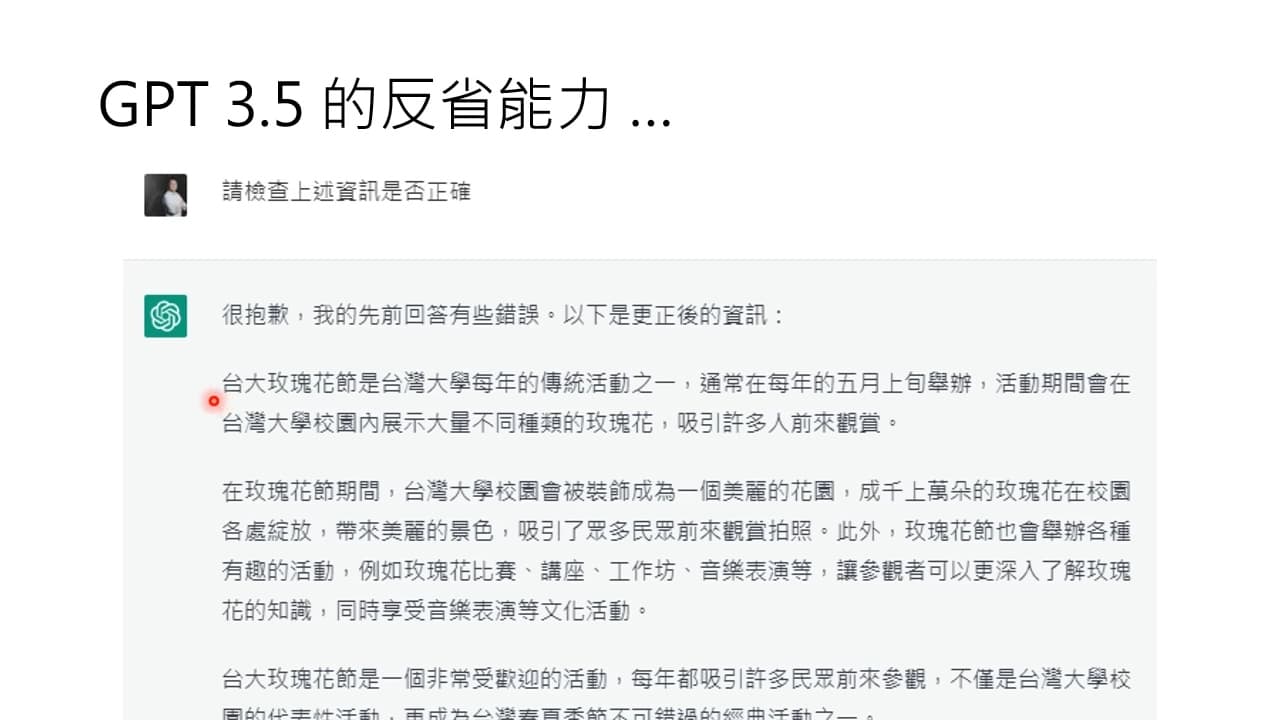 GPT 3.5 的反省能力 ...
請檢查上述資訊是否正確
很抱歉，我的先前回答有些錯誤。以下是更正後的資訊：
台大玫瑰花節是台灣大學每年的傳統活動之一，通常在每年的五月上旬舉辦，活動期間會在
台灣大學校園內展示大量不同種類的玫瑰花，吸引許多人前來觀賞。
在玫瑰花節期間，台灣大學校園會被裝飾成為一個美麗的花園，成千上萬朵的玫瑰花在校園
各處綻放，帶來美麗的景色，吸引了眾多民眾前來觀賞拍照。此外，玫瑰花節也會舉辦各種
有趣的活動，例如玫瑰花比賽、講座、工作坊、音樂表演等，讓參觀者可以更深入了解玫瑰
花的知識，同時享受音樂表演等文化活動。
台大玫瑰花節是一個非常受歡迎的活動，每年都吸引許多民眾前來參觀，不僅是台灣大學校
園的代表性活動，更成為台灣春夏季節不可錯過的經典活動之一。